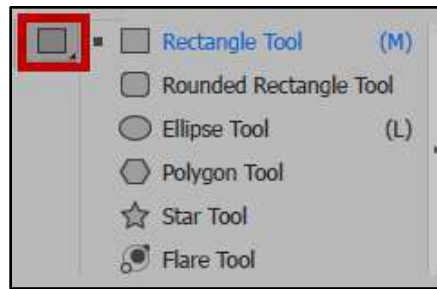 Rectangle Tool (M)
Rounded Rectangle Tool
Ellipse Tool (L)
Polygon Tool
Star Tool
Flare Tool